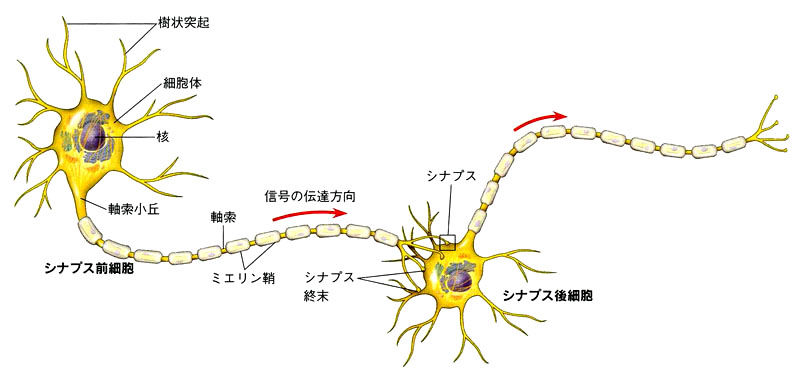 樹状突起
細胞体
核
軸索小丘
シナプス前細胞
軸索
ミエリン鞘
信号の伝達方向
シナプス
シナプス
終末
シナプス後細胞